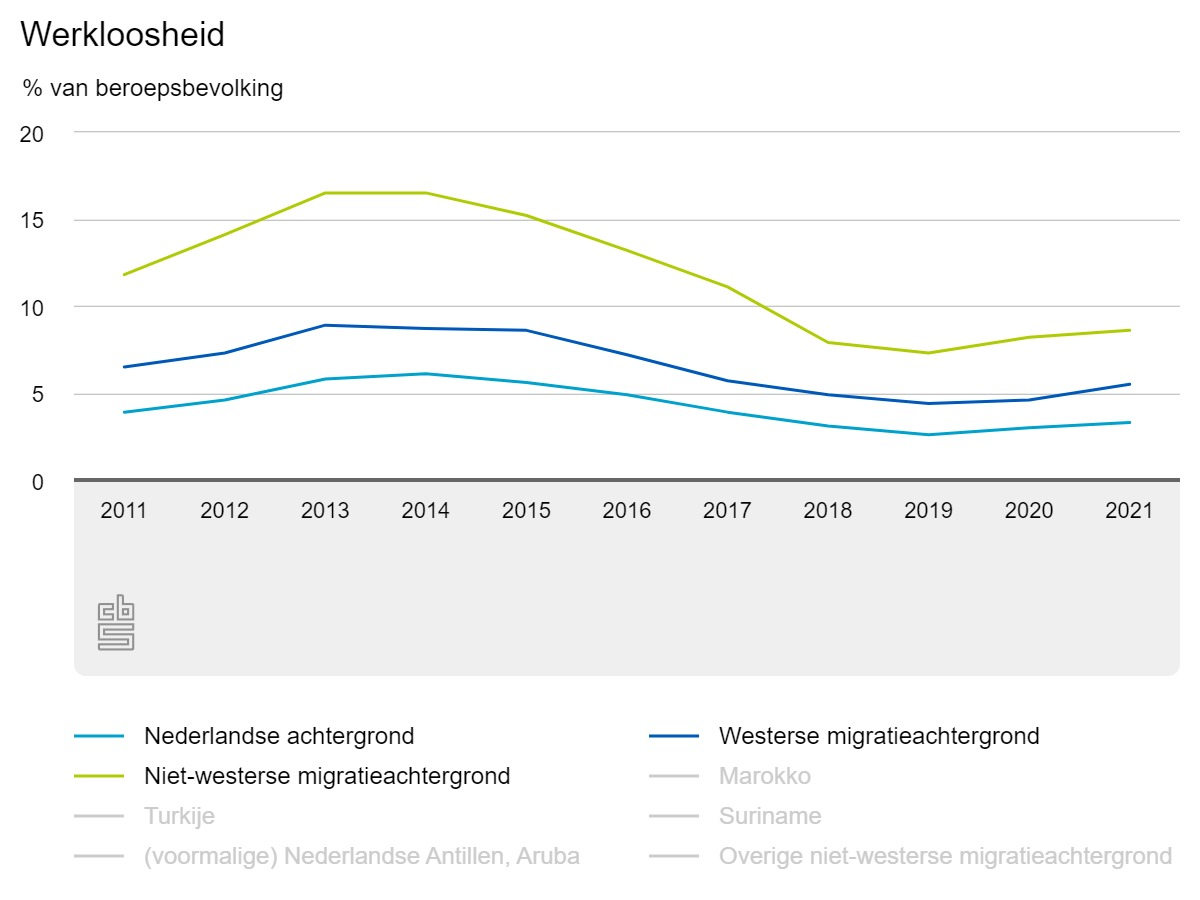 Werkloosheid
% van beroepsbevolking
20
15
10
5
0
2011 2012 2013 2014 2015 2016 2017 2018 2019 2020 2021
cbs
Nederlandse achtergrond
Westerse migratieachtergrond
Niet-westerse migratieachtergrond
Marokko
Turkije
Suriname
(voormalige) Nederlandse Antillen, Aruba
Overige niet-westerse migratieachtergrond